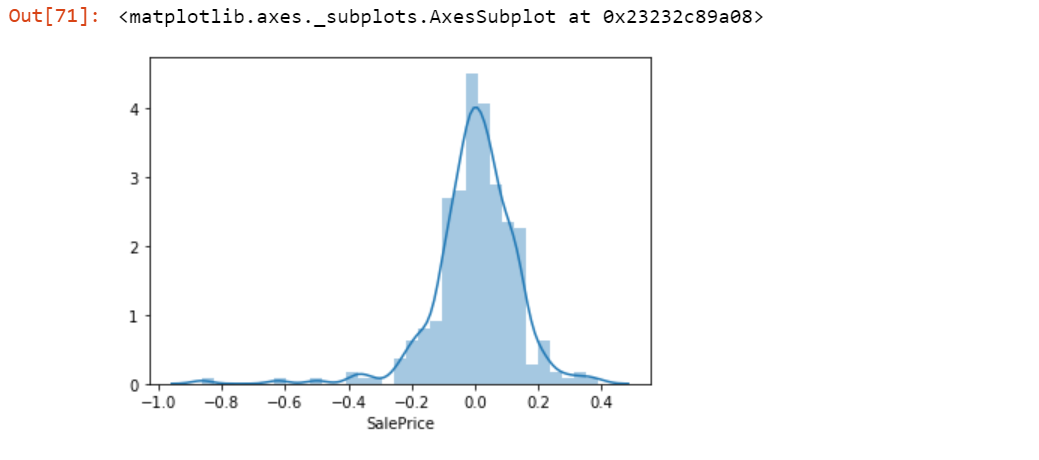 Out[71]: <matplotlib.axes._subplots.AxesSubplot at 0x23232c89a08>
4
3
2
1
0
−1.0 −0.8 −0.6 −0.4 −0.2 0.0 0.2 0.4
SalePrice